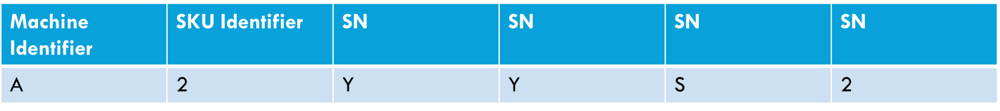 Machine Identifier	SKU Identifier	SN	SN	SN	SN
A	2	Y	Y	S	2